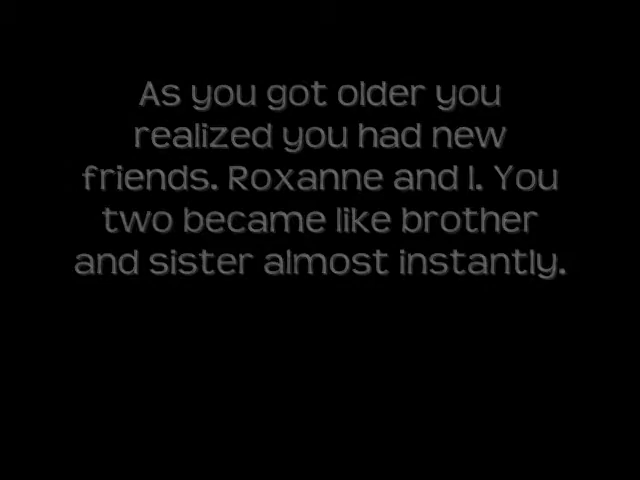 As you got older you
realized you had new
friends. Roxanne and I. You
two became like brother
and sister almost instantly.